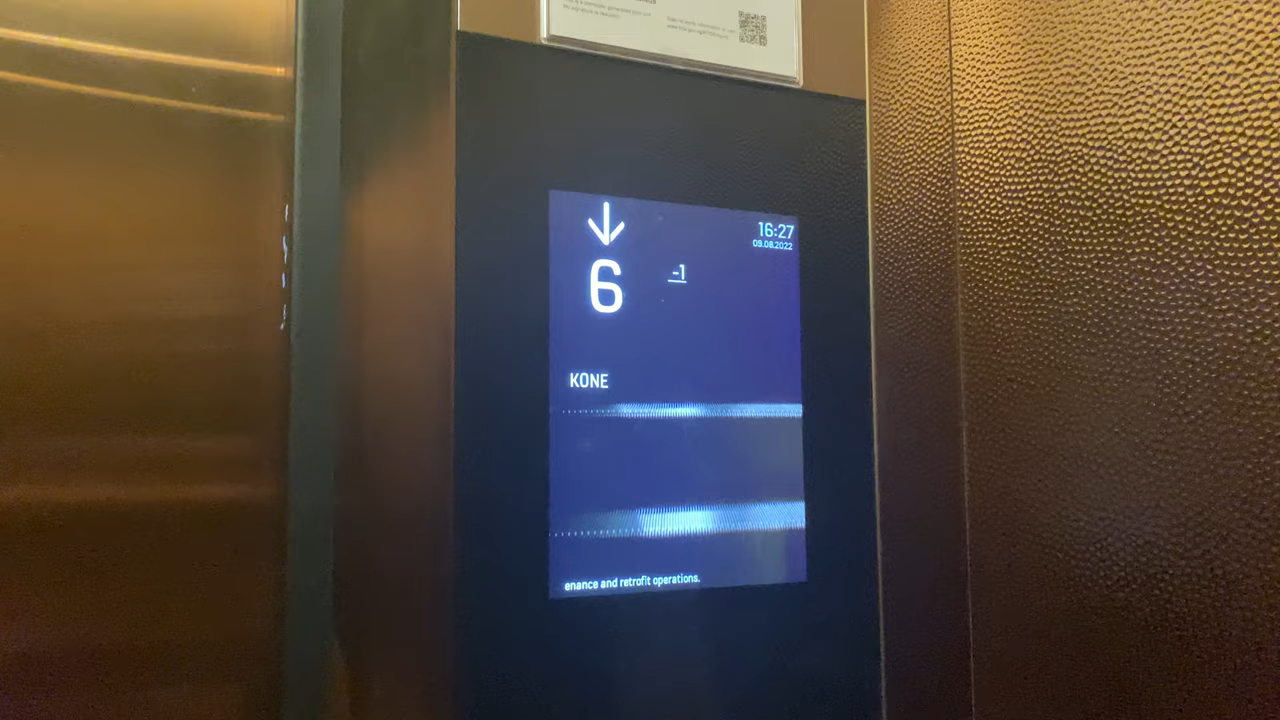 ↓
16:27
09.08.2022
6
-1
KONE
enance and retrofit operations.